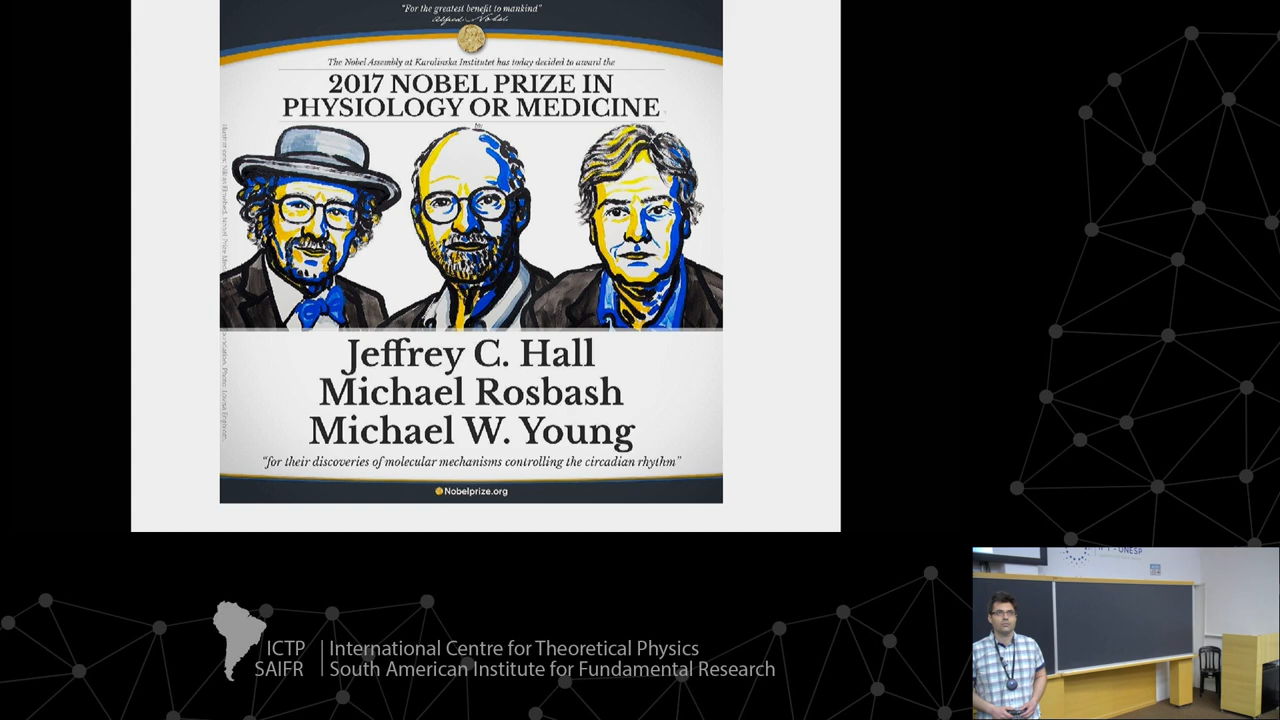 "For the greatest benefit to mankind"
Alfred Nobel
The Nobel Assembly at Karolinska Institutet has today decided to award the
2017 NOBEL PRIZE IN
PHYSIOLOGY OR MEDICINE
Jeffrey C. Hall
Michael Rosbash
Michael W. Young
"for their discoveries of molecular mechanisms controlling the circadian rhythm"
Nobelprize.org
UNESP
ICTP
SAIFR
International Centre for Theoretical Physics
South American Institute for Fundamental Research